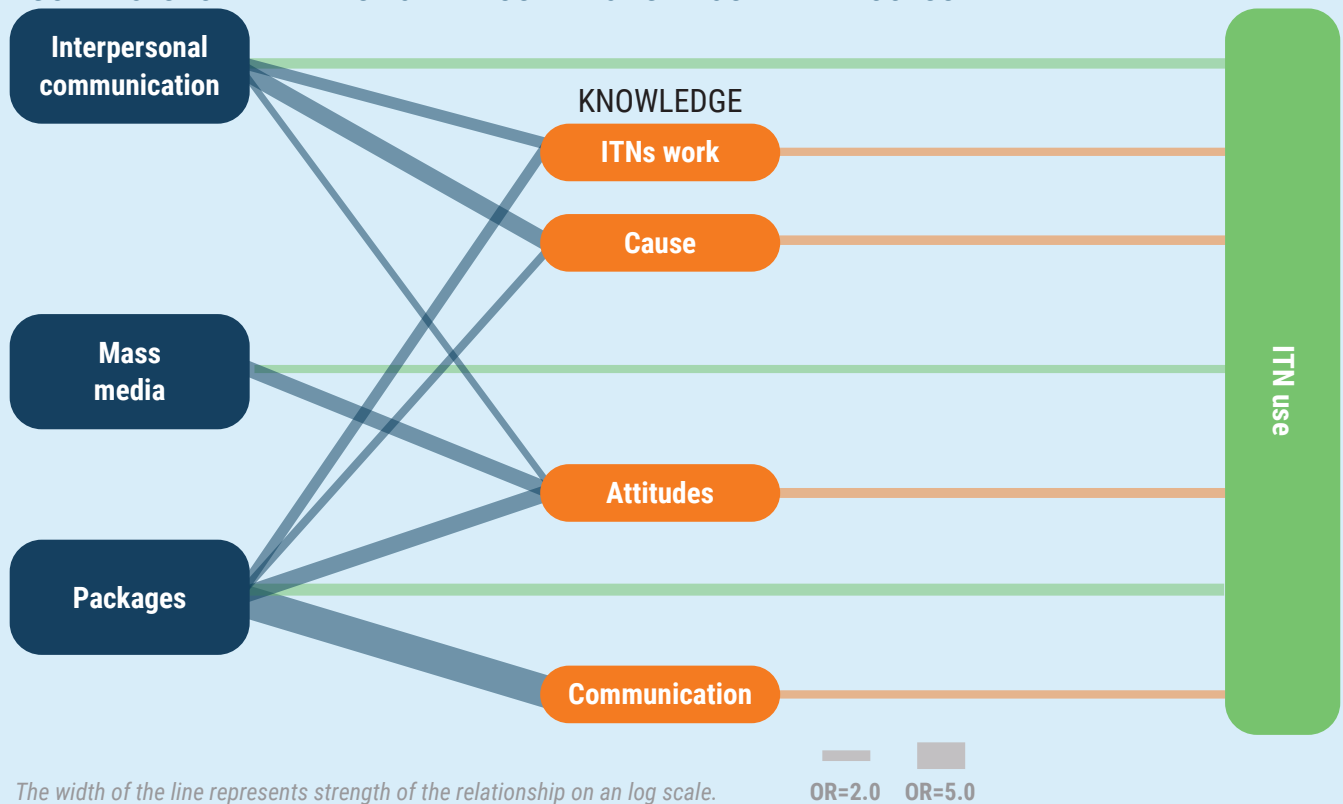 Interpersonal
communication
KNOWLEDGE
ITNs work
Cause
Mass
media
ITN use
Attitudes
Packages
Communication
The width of the line represents strength of the relationship on an log scale.
OR=2.0
OR=5.0